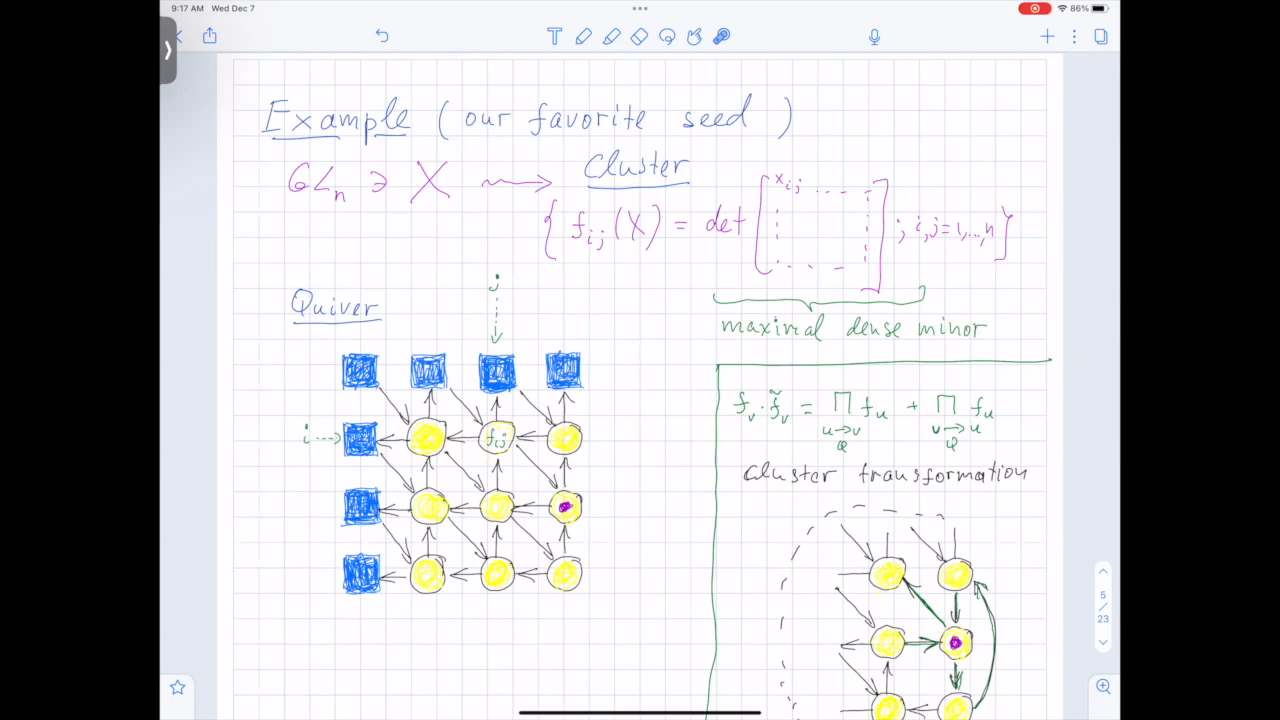 9:17 AM Wed Dec 7
86%
T
Example ( our favorite seed )
GLₙ ∋ X ⟿ Cluster
{ f_ij (X) = det [ x_ij ... ] ; i,j=1,...,n }
j
Quiver
maximal dense minor
f_v · f̃_v = ∏_{u→v Q} f_u + ∏_{v→u Q} f_u
i
f_ij
cluster transformation
5
/
23